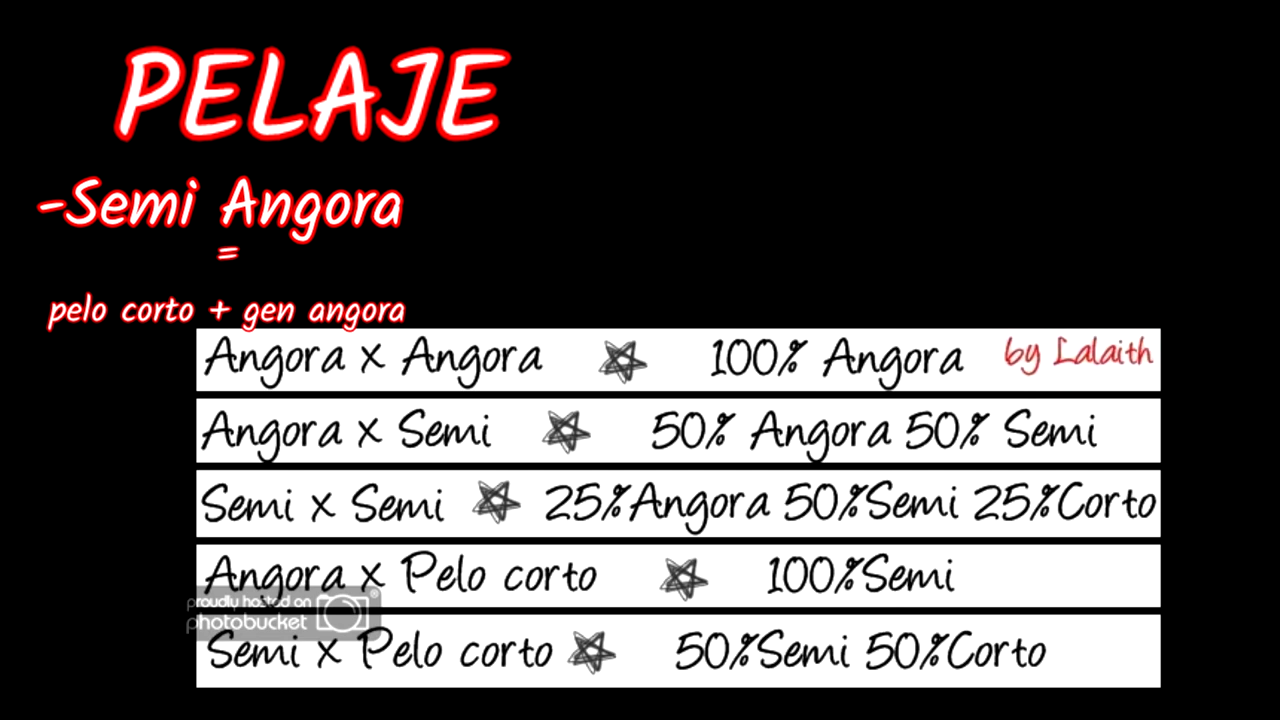 PELAJE
-Semi Angora
=
pelo corto + gen angora
Angora x Angora 100% Angora by Lalaith
Angora x Semi 50% Angora 50% Semi
Semi x Semi 25%Angora 50%Semi 25%Corto
Angora x Pelo corto 100%Semi
proudly hosted on
photobucket
Semi x Pelo corto 50%Semi 50%Corto